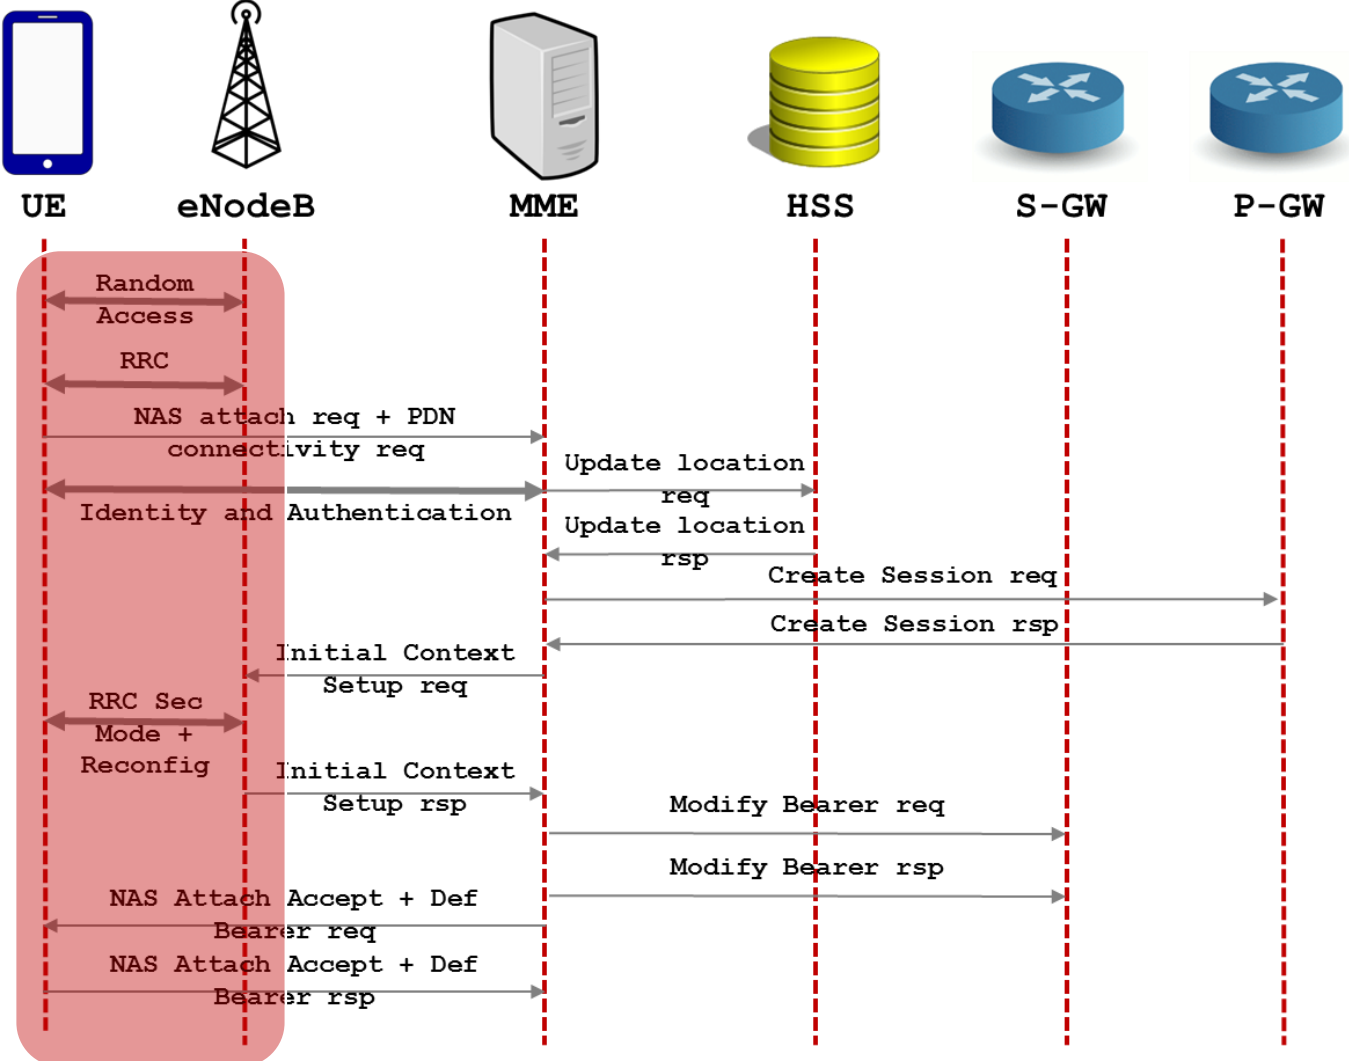 UE
eNodeB
MME
HSS
S-GW
P-GW
Random
Access
RRC
NAS attach req + PDN
connectivity req
Update location
req
Identity and Authentication
Update location
rsp
Create Session req
Create Session rsp
Initial Context
Setup req
RRC Sec
Mode +
Reconfig
Initial Context
Setup rsp
Modify Bearer req
Modify Bearer rsp
NAS Attach Accept + Def
Bearer req
NAS Attach Accept + Def
Bearer rsp